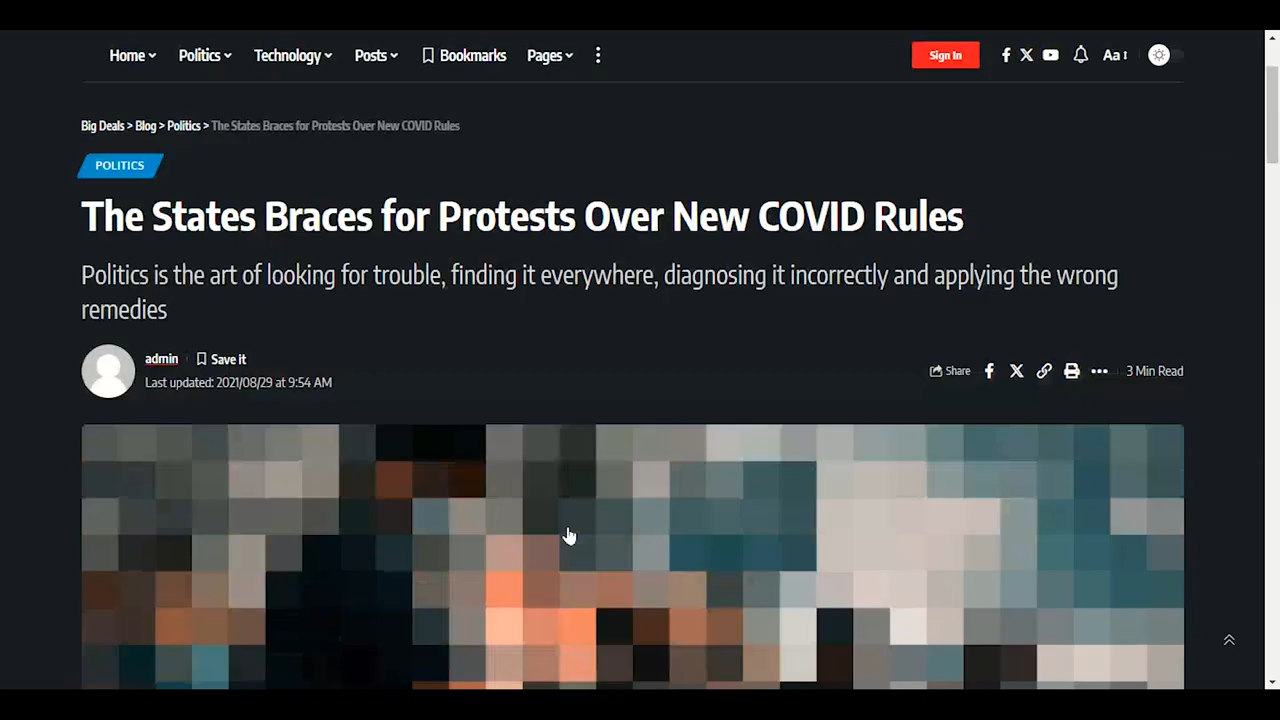 Home Politics Technology Posts Bookmarks Pages Sign In Aa
Big Deals > Blog > Politics > The States Braces for Protests Over New COVID Rules
POLITICS
The States Braces for Protests Over New COVID Rules
Politics is the art of looking for trouble, finding it everywhere, diagnosing it incorrectly and applying the wrong
remedies
admin Save it
Last updated: 2021/08/29 at 9:54 AM
Share 3 Min Read